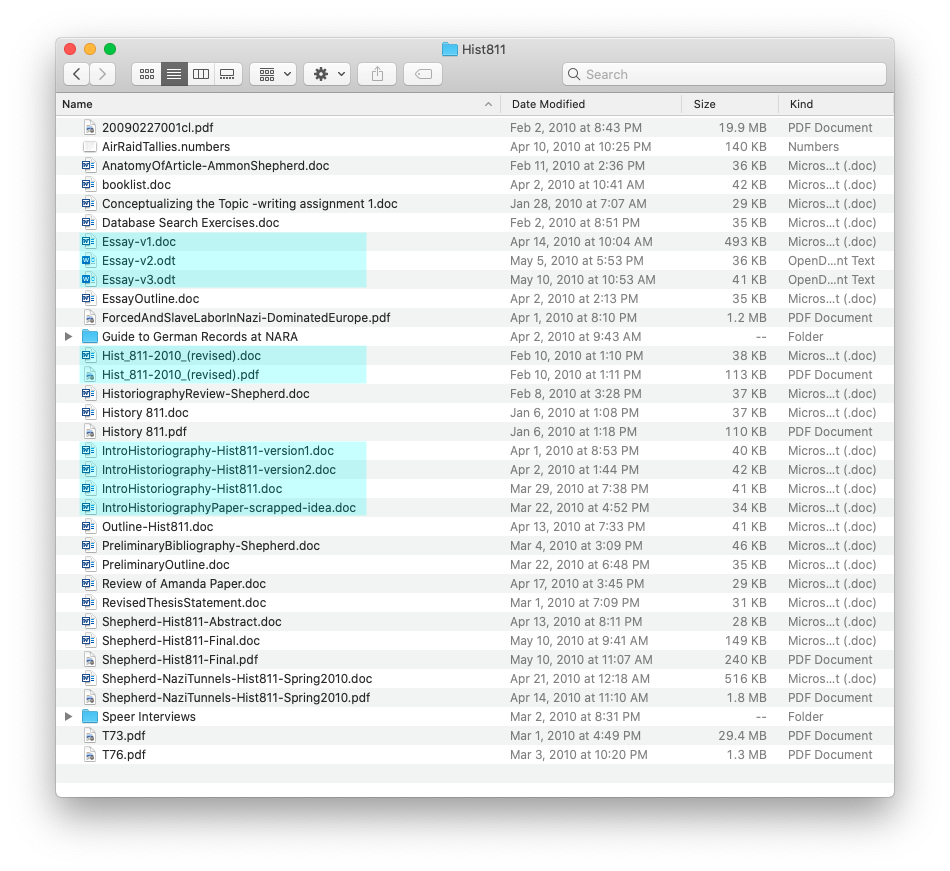 Hist811
Search
Name Date Modified Size Kind
20090227001cl.pdf Feb 2, 2010 at 8:43 PM 19.9 MB PDF Document
AirRaidTallies.numbers Apr 10, 2010 at 10:25 PM 140 KB Numbers
AnatomyOfArticle-AmmonShepherd.doc Feb 11, 2010 at 2:36 PM 36 KB Micros...t (.doc)
booklist.doc Apr 2, 2010 at 10:41 AM 42 KB Micros...t (.doc)
Conceptualizing the Topic -writing assignment 1.doc Jan 28, 2010 at 7:07 AM 29 KB Micros...t (.doc)
Database Search Exercises.doc Feb 2, 2010 at 8:51 PM 35 KB Micros...t (.doc)
Essay-v1.doc Apr 14, 2010 at 10:04 AM 493 KB Micros...t (.doc)
Essay-v2.odt May 5, 2010 at 5:53 PM 36 KB OpenD...nt Text
Essay-v3.odt May 10, 2010 at 10:53 AM 41 KB OpenD...nt Text
EssayOutline.doc Apr 2, 2010 at 2:13 PM 35 KB Micros...t (.doc)
ForcedAndSlaveLaborInNazi-DominatedEurope.pdf Apr 1, 2010 at 8:10 PM 1.2 MB PDF Document
Guide to German Records at NARA Apr 2, 2010 at 9:43 AM -- Folder
Hist_811-2010_(revised).doc Feb 10, 2010 at 1:10 PM 38 KB Micros...t (.doc)
Hist_811-2010_(revised).pdf Feb 10, 2010 at 1:11 PM 113 KB PDF Document
HistoriographyReview-Shepherd.doc Feb 8, 2010 at 3:28 PM 37 KB Micros...t (.doc)
History 811.doc Jan 6, 2010 at 1:08 PM 37 KB Micros...t (.doc)
History 811.pdf Jan 6, 2010 at 1:18 PM 110 KB PDF Document
IntroHistoriography-Hist811-version1.doc Apr 1, 2010 at 8:53 PM 40 KB Micros...t (.doc)
IntroHistoriography-Hist811-version2.doc Apr 2, 2010 at 1:44 PM 42 KB Micros...t (.doc)
IntroHistoriography-Hist811.doc Mar 29, 2010 at 7:38 PM 41 KB Micros...t (.doc)
IntroHistoriographyPaper-scrapped-idea.doc Mar 22, 2010 at 4:52 PM 34 KB Micros...t (.doc)
Outline-Hist811.doc Apr 13, 2010 at 7:33 PM 41 KB Micros...t (.doc)
PreliminaryBibliography-Shepherd.doc Mar 4, 2010 at 3:09 PM 46 KB Micros...t (.doc)
PreliminaryOutline.doc Mar 22, 2010 at 6:48 PM 35 KB Micros...t (.doc)
Review of Amanda Paper.doc Apr 17, 2010 at 3:45 PM 29 KB Micros...t (.doc)
RevisedThesisStatement.doc Mar 1, 2010 at 7:09 PM 31 KB Micros...t (.doc)
Shepherd-Hist811-Abstract.doc Apr 13, 2010 at 8:11 PM 28 KB Micros...t (.doc)
Shepherd-Hist811-Final.doc May 10, 2010 at 9:41 AM 149 KB Micros...t (.doc)
Shepherd-Hist811-Final.pdf May 10, 2010 at 11:07 AM 240 KB PDF Document
Shepherd-NaziTunnels-Hist811-Spring2010.doc Apr 21, 2010 at 12:18 AM 516 KB Micros...t (.doc)
Shepherd-NaziTunnels-Hist811-Spring2010.pdf Apr 14, 2010 at 11:10 AM 1.8 MB PDF Document
Speer Interviews Mar 2, 2010 at 8:31 PM -- Folder
T73.pdf Mar 1, 2010 at 4:49 PM 29.4 MB PDF Document
T76.pdf Mar 3, 2010 at 10:20 PM 1.3 MB PDF Document